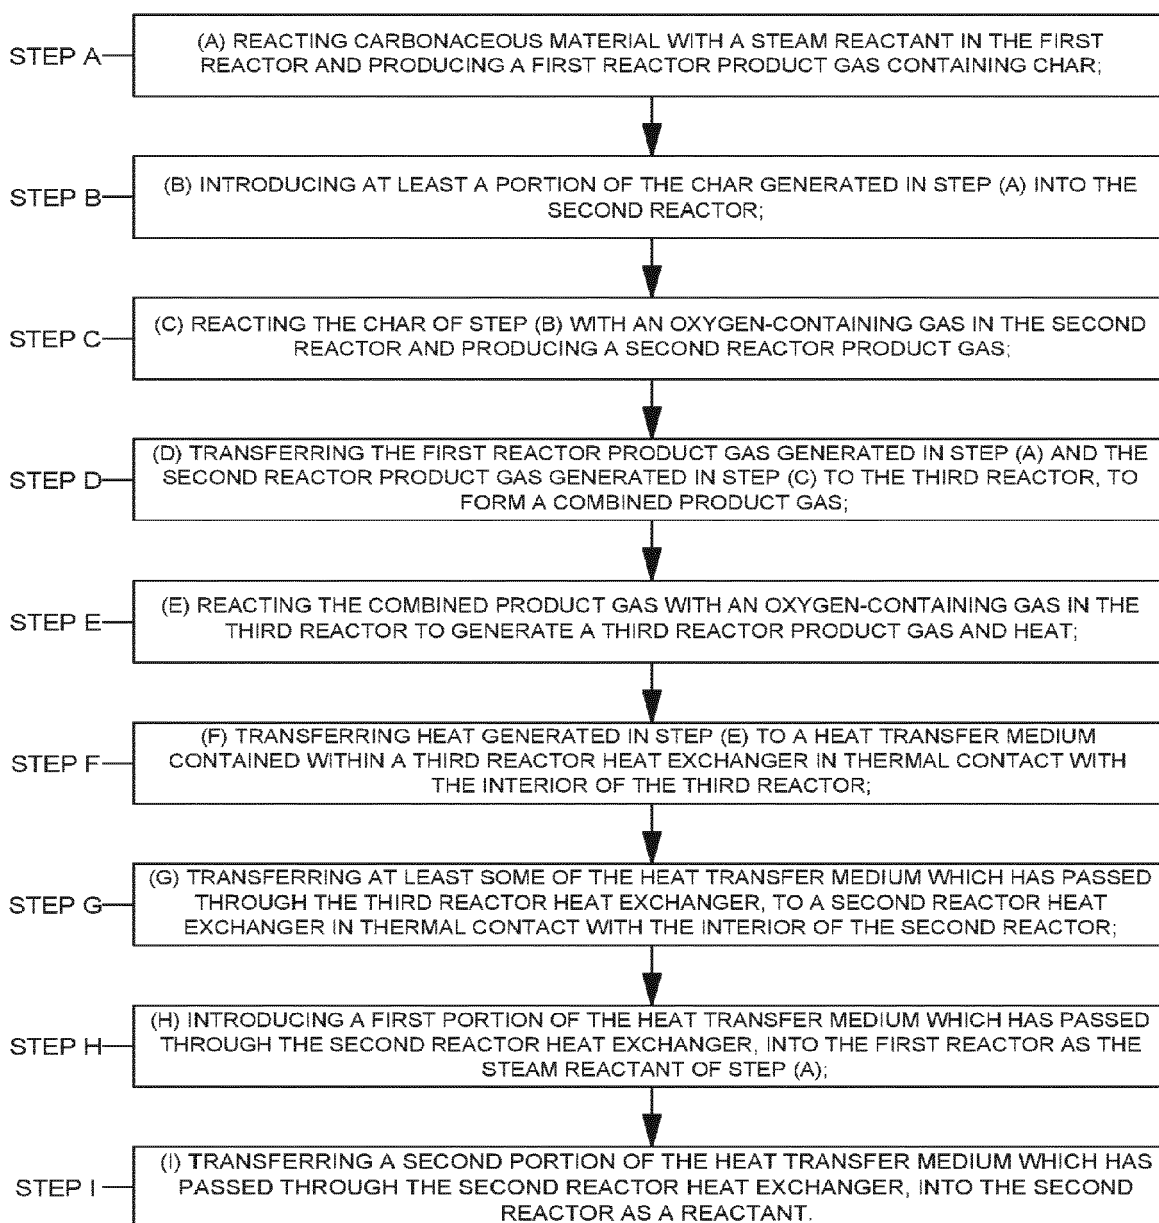 STEP A
(A) REACTING CARBONACEOUS MATERIAL WITH A STEAM REACTANT IN THE FIRST
REACTOR AND PRODUCING A FIRST REACTOR PRODUCT GAS CONTAINING CHAR;
STEP B
(B) INTRODUCING AT LEAST A PORTION OF THE CHAR GENERATED IN STEP (A) INTO THE
SECOND REACTOR;
STEP C
(C) REACTING THE CHAR OF STEP (B) WITH AN OXYGEN-CONTAINING GAS IN THE SECOND
REACTOR AND PRODUCING A SECOND REACTOR PRODUCT GAS;
STEP D
(D) TRANSFERRING THE FIRST REACTOR PRODUCT GAS GENERATED IN STEP (A) AND THE
SECOND REACTOR PRODUCT GAS GENERATED IN STEP (C) TO THE THIRD REACTOR, TO
FORM A COMBINED PRODUCT GAS;
STEP E
(E) REACTING THE COMBINED PRODUCT GAS WITH AN OXYGEN-CONTAINING GAS IN THE
THIRD REACTOR TO GENERATE A THIRD REACTOR PRODUCT GAS AND HEAT;
STEP F
(F) TRANSFERRING HEAT GENERATED IN STEP (E) TO A HEAT TRANSFER MEDIUM
CONTAINED WITHIN A THIRD REACTOR HEAT EXCHANGER IN THERMAL CONTACT WITH
THE INTERIOR OF THE THIRD REACTOR;
STEP G
(G) TRANSFERRING AT LEAST SOME OF THE HEAT TRANSFER MEDIUM WHICH HAS PASSED
THROUGH THE THIRD REACTOR HEAT EXCHANGER, TO A SECOND REACTOR HEAT
EXCHANGER IN THERMAL CONTACT WITH THE INTERIOR OF THE SECOND REACTOR;
STEP H
(H) INTRODUCING A FIRST PORTION OF THE HEAT TRANSFER MEDIUM WHICH HAS PASSED
THROUGH THE SECOND REACTOR HEAT EXCHANGER, INTO THE FIRST REACTOR AS THE
STEAM REACTANT OF STEP (A);
STEP I
(I) TRANSFERRING A SECOND PORTION OF THE HEAT TRANSFER MEDIUM WHICH HAS
PASSED THROUGH THE SECOND REACTOR HEAT EXCHANGER, INTO THE SECOND
REACTOR AS A REACTANT.